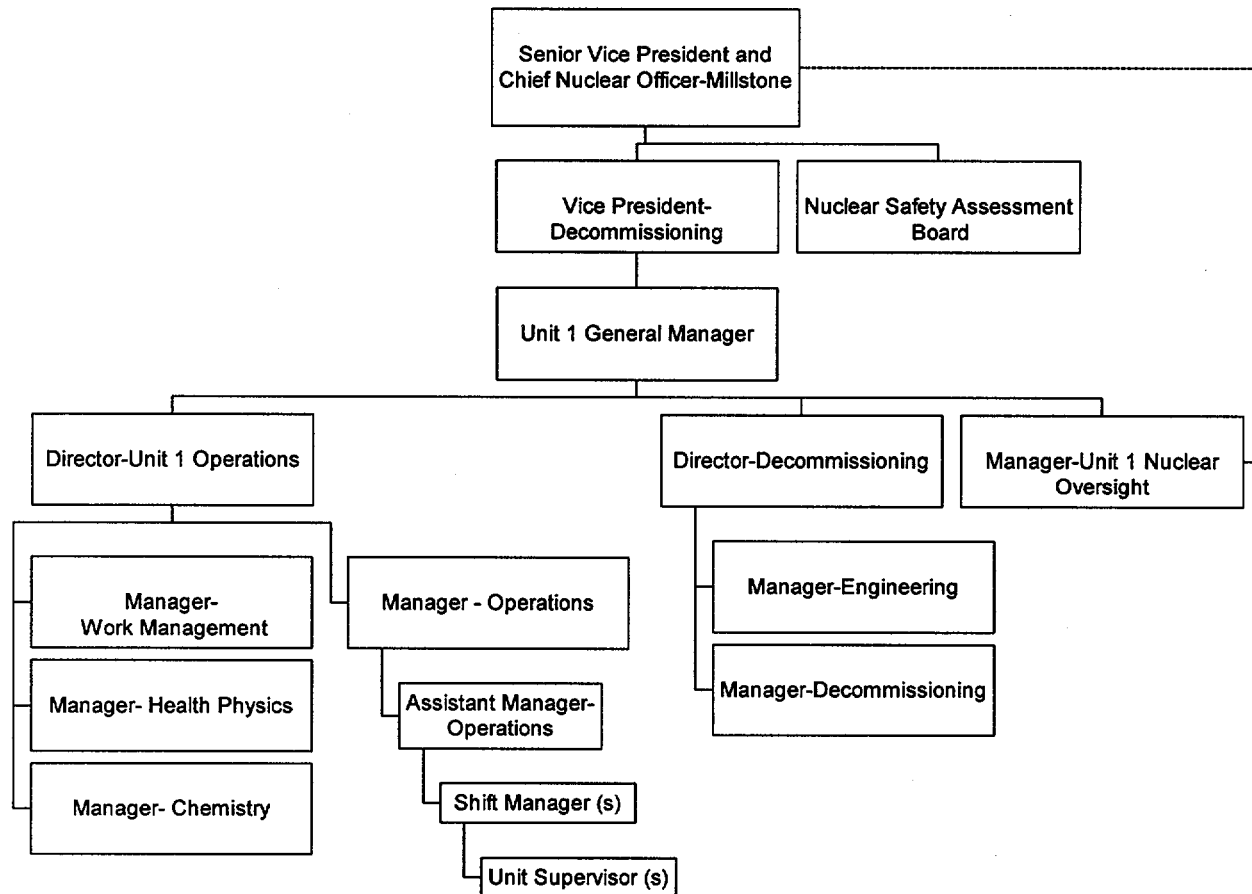 Senior Vice President and
Chief Nuclear Officer-Millstone
Vice President-
Decommissioning
Nuclear Safety Assessment
Board
Unit 1 General Manager
Director-Unit 1 Operations
Director-Decommissioning
Manager-Unit 1 Nuclear
Oversight
Manager-
Work Management
Manager - Operations
Manager-Engineering
Manager- Health Physics
Assistant Manager-
Operations
Manager-Decommissioning
Manager- Chemistry
Shift Manager (s)
Unit Supervisor (s)